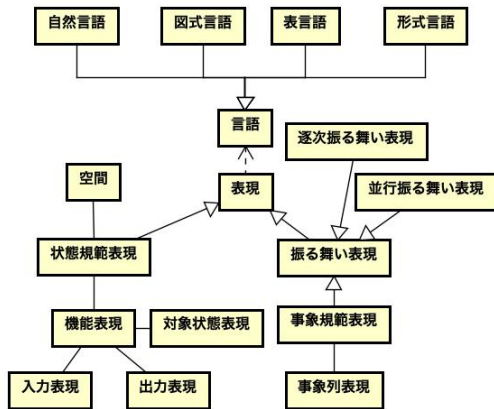 自然言語
図式言語
表言語
形式言語
言語
逐次振る舞い表現
空間
表現
並行振る舞い表現
状態規範表現
振る舞い表現
機能表現
対象状態表現
事象規範表現
入力表現
出力表現
事象列表現